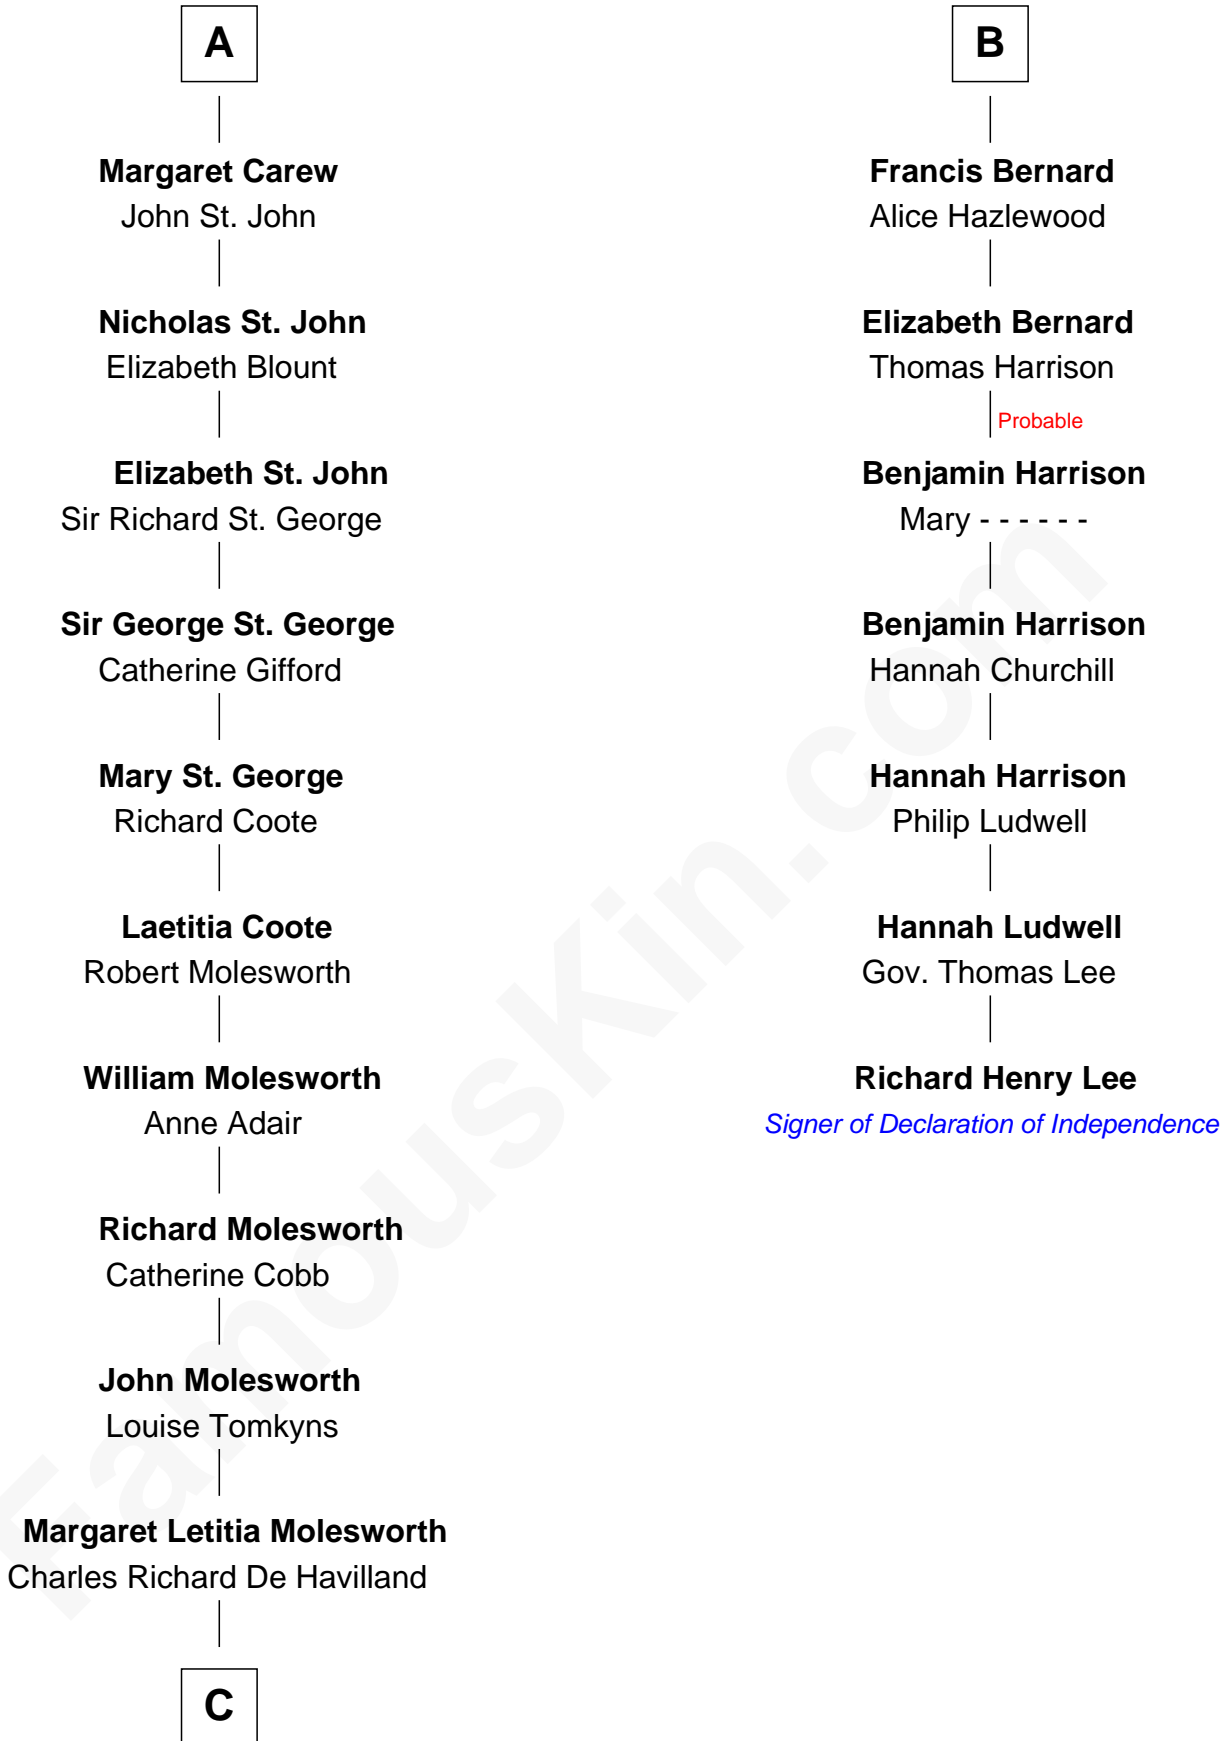 A
Margaret Carew
John St. John
Nicholas St. John
Elizabeth Blount
Elizabeth St. John
Sir Richard St. George
Sir George St. George
Catherine Gifford
Mary St. George
Richard Coote
Laetitia Coote
Robert Molesworth
William Molesworth
Anne Adair
Richard Molesworth
Catherine Cobb
John Molesworth
Louise Tomkyns
Margaret Letitia Molesworth
Charles Richard De Havilland
C
B
Francis Bernard
Alice Hazlewood
Elizabeth Bernard
Thomas Harrison
Probable
Benjamin Harrison
Mary - - - - - -
Benjamin Harrison
Hannah Churchill
Hannah Harrison
Philip Ludwell
Hannah Ludwell
Gov. Thomas Lee
Richard Henry Lee
Signer of Declaration of Independence
FamousKin.com